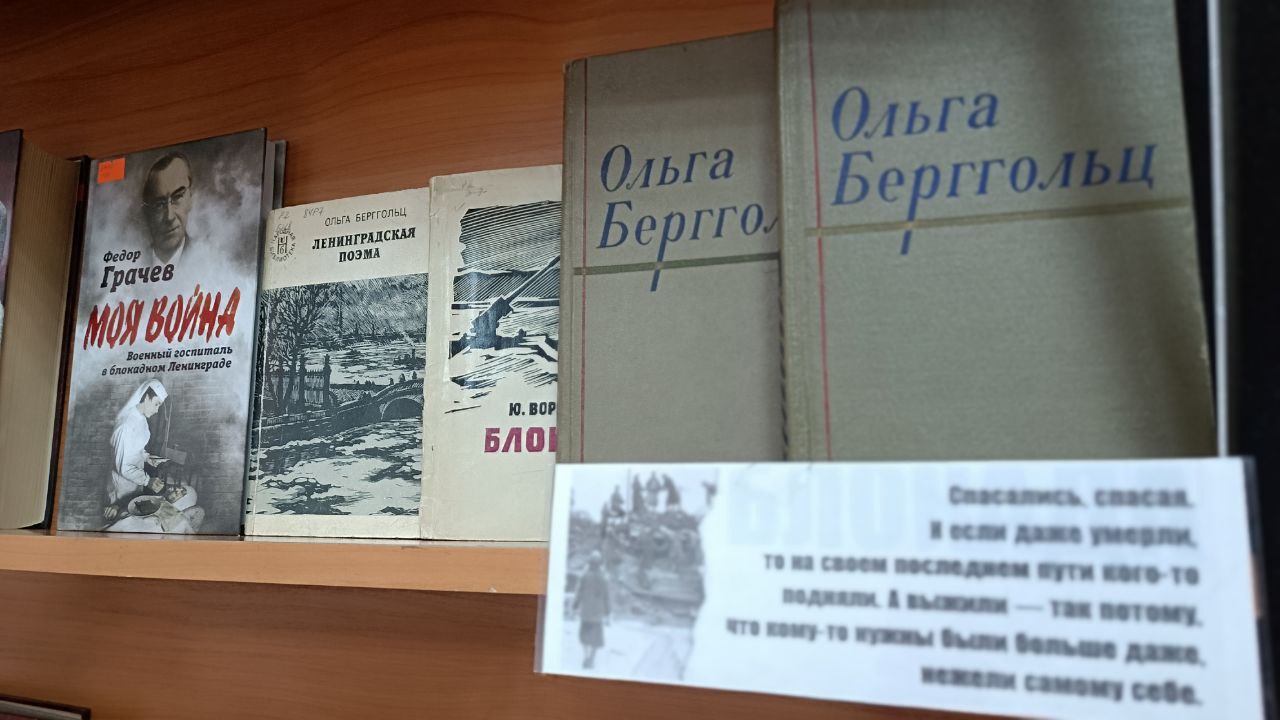 Федор
Грачев
МОЯ ВОЙНА
Военный госпиталь
в блокадном Ленинграде
ОЛЬГА БЕРГГОЛЬЦ
ЛЕНИНГРАДСКАЯ
ПОЭМА
Ю. ВОР
БЛО
Ольга
Берггол
Ольга
Берггольц
Спасались, спасая.
И если даже умерли,
то на своем последнем пути кого-то
подняли. А выжили — так потому,
что кому-то нужны были больше даже,
нежели самому себе.